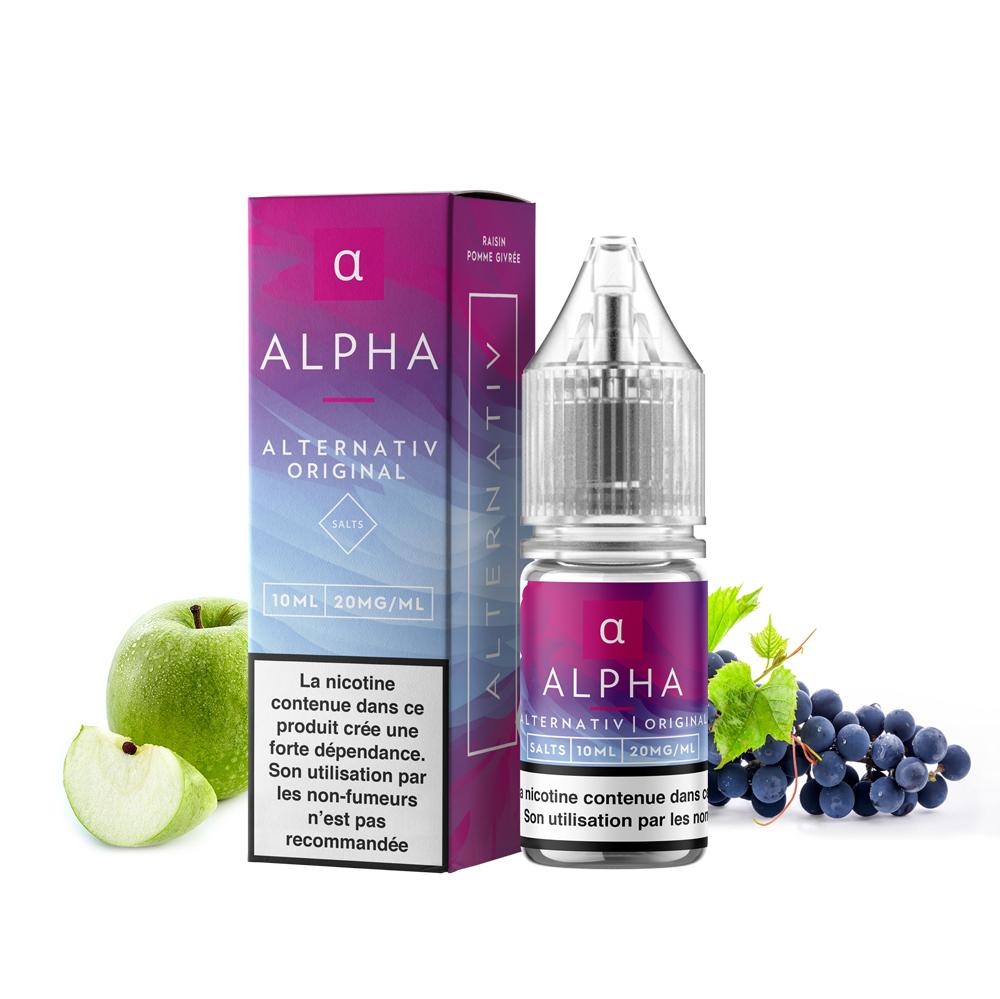 α
ALPHA
ALTERNATIV
ORIGINAL
SALTS
10ML 20MG/ML
La nicotine
contenue dans ce
produit crée une
forte dépendance.
Son utilisation par
les non-fumeurs
n'est pas
recommandée
RAISIN
POMME GIVRÉE
ALTERNATIV
α
ALPHA
ALTERNATIV | ORIGINAL
SALTS 10ML 20MG/ML
a nicotine contenue dans c
Son utilisation par les non